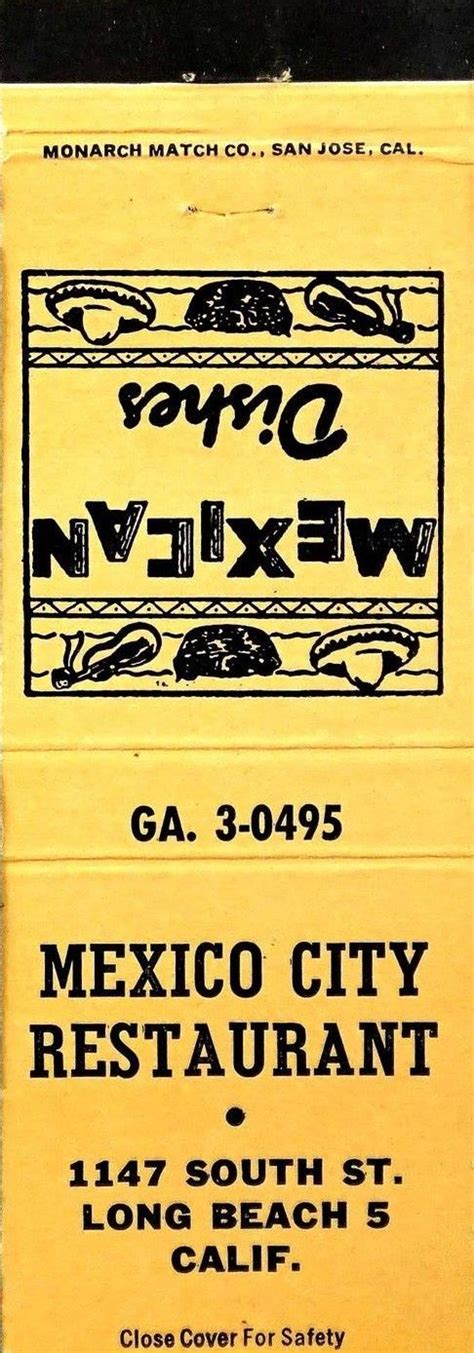 MONARCH MATCH CO., SAN JOSE, CAL.
MEXICAN
Dishes
GA. 3-0495
MEXICO CITY
RESTAURANT
•
1147 SOUTH ST.
LONG BEACH 5
CALIF.
Close Cover For Safety